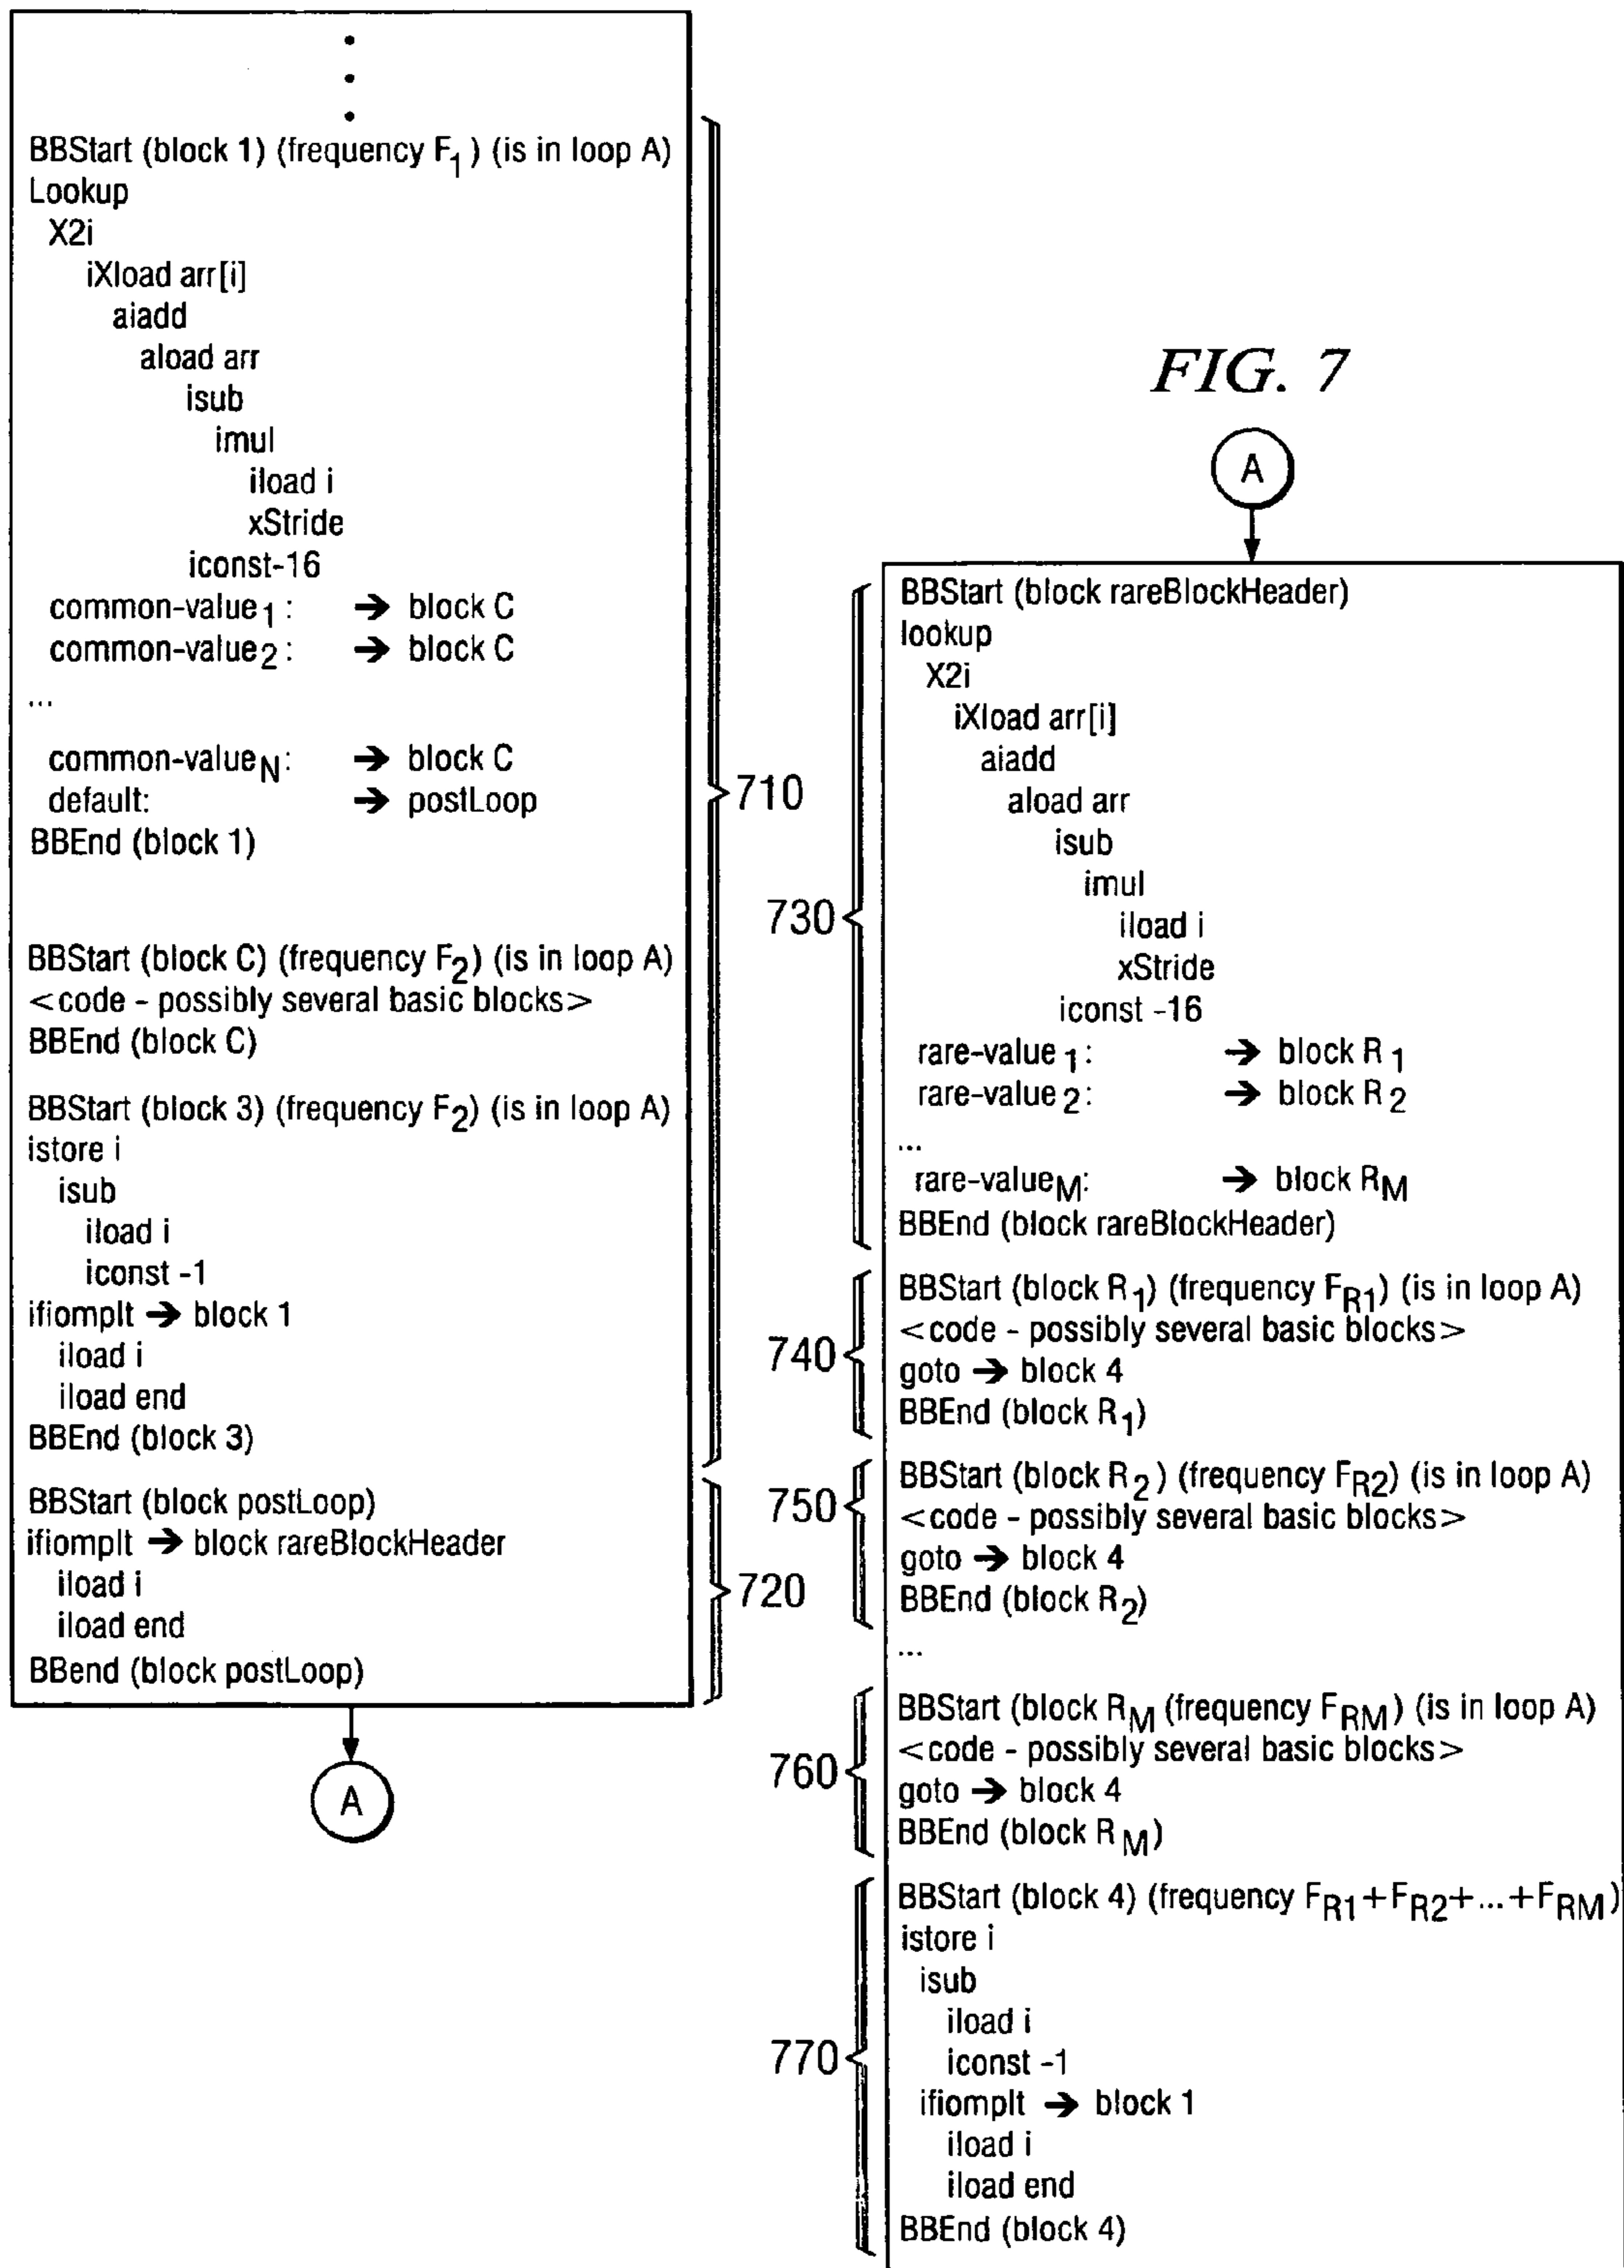 BBStart (block 1) (frequency F1 ) (is in loop A)
Lookup
X2i
iXload arr[i]
aiadd
aload arr
isub
imul
iload i
xStride
iconst-16
common-value1 : → block C
common-value2 : → block C
...
common-valueN: → block C
default: → postLoop
BBEnd (block 1)
710
BBStart (block C) (frequency F2) (is in loop A)
<code - possibly several basic blocks>
BBEnd (block C)
BBStart (block 3) (frequency F2) (is in loop A)
istore i
isub
iload i
iconst -1
ifiomplt → block 1
iload i
iload end
BBEnd (block 3)
BBStart (block postLoop)
ifiomplt → block rareBlockHeader
iload i
iload end
BBend (block postLoop)
720
A
FIG. 7
A
BBStart (block rareBlockHeader)
lookup
X2i
iXload arr[i]
aiadd
aload arr
isub
imul
730
iload i
xStride
iconst -16
rare-value 1: → block R 1
rare-value 2: → block R 2
...
rare-valueM: → block RM
BBEnd (block rareBlockHeader)
BBStart (block R1) (frequency FR1) (is in loop A)
<code - possibly several basic blocks>
740
goto → block 4
BBEnd (block R1)
BBStart (block R2 ) (frequency FR2) (is in loop A)
750
<code - possibly several basic blocks>
goto → block 4
BBEnd (block R2)
...
BBStart (block RM (frequency FRM) (is in loop A)
<code - possibly several basic blocks>
760
goto → block 4
BBEnd (block R M)
BBStart (block 4) (frequency FR1+FR2+...+FRM)
istore i
isub
iload i
770
iconst -1
ifiomplt → block 1
iload i
iload end
BBEnd (block 4)